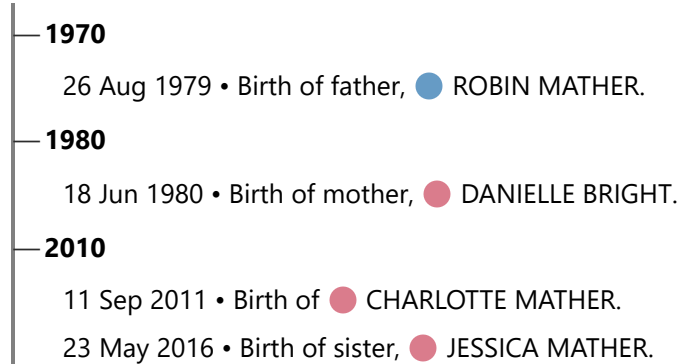 1970
26 Aug 1979 • Birth of father, ROBIN MATHER.
1980
18 Jun 1980 • Birth of mother, DANIELLE BRIGHT.
2010
11 Sep 2011 • Birth of CHARLOTTE MATHER.
23 May 2016 • Birth of sister, JESSICA MATHER.